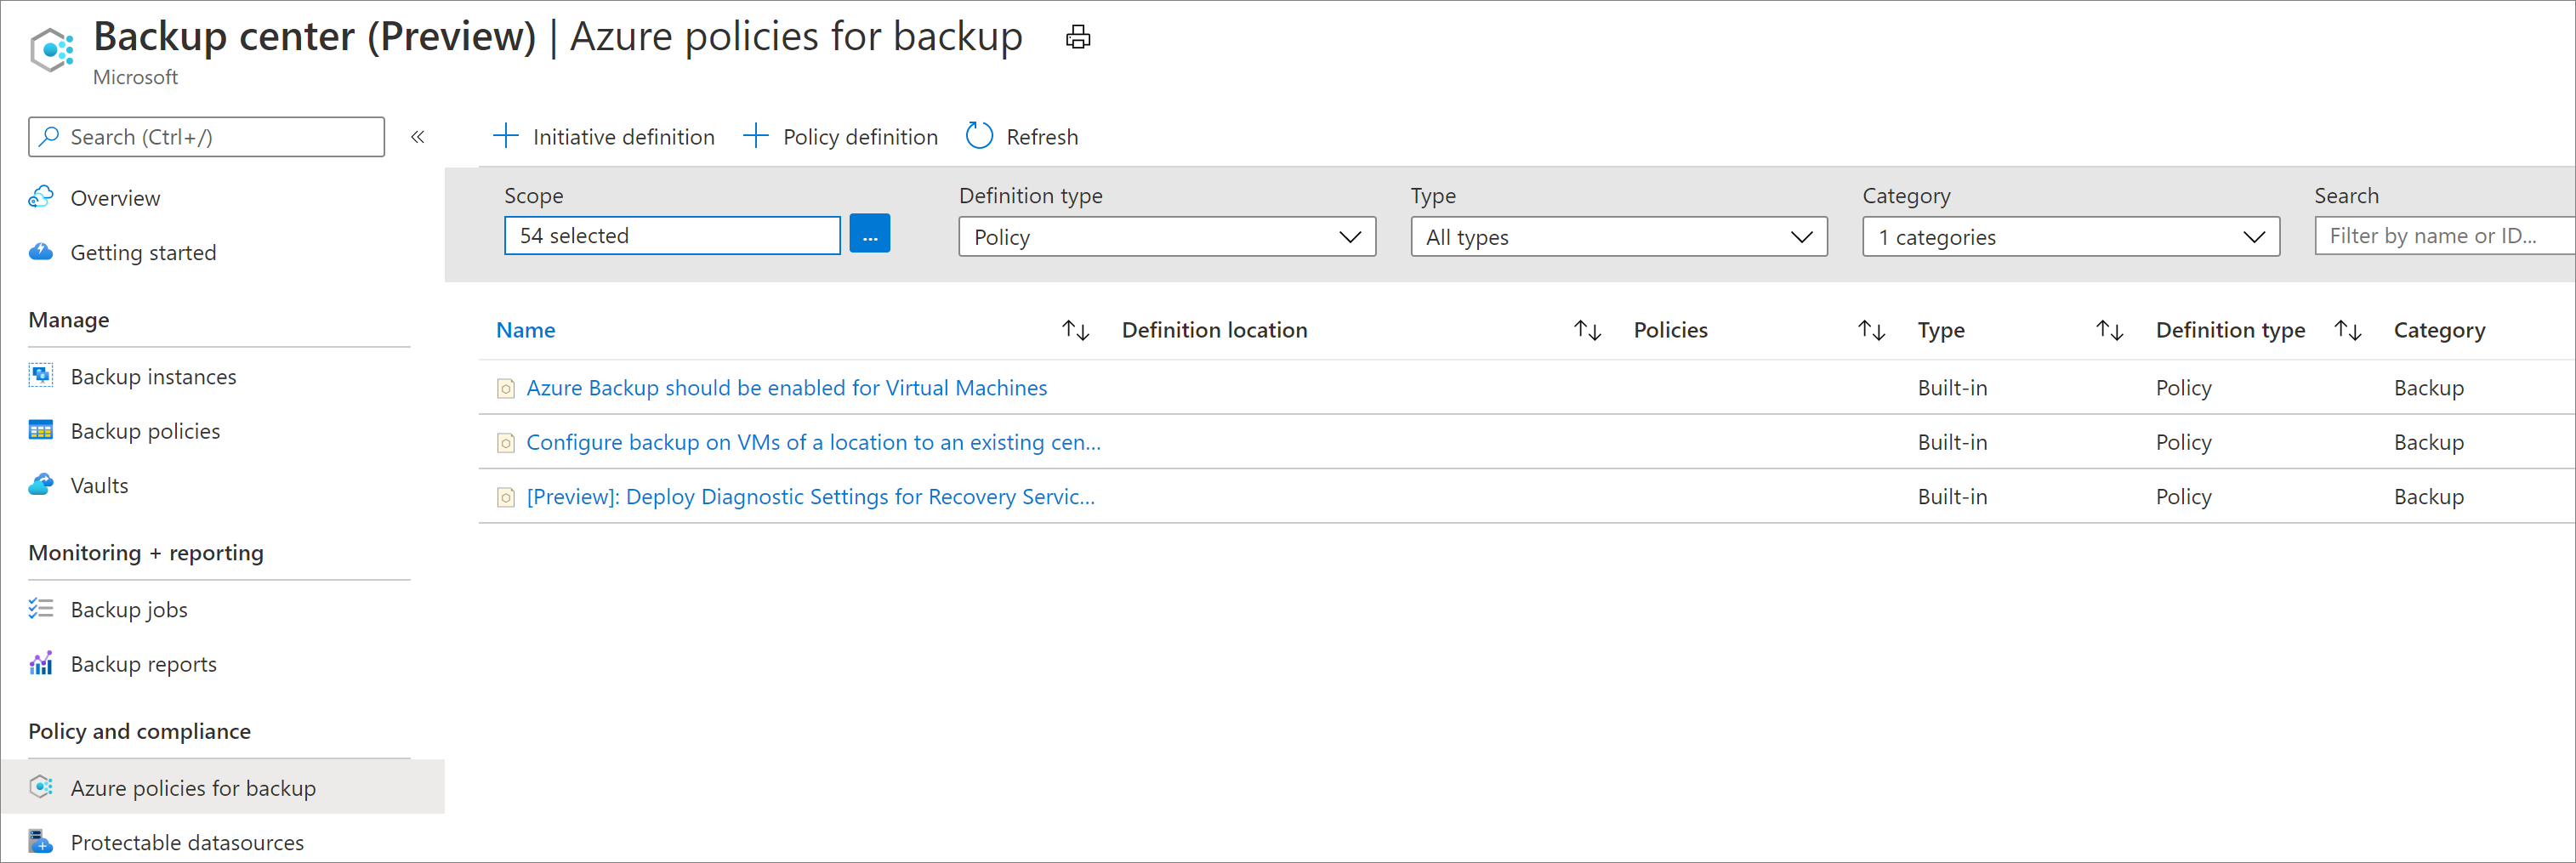 Backup center (Preview) | Azure policies for backup
Microsoft
Search (Ctrl+/)
«
Overview
Getting started
Manage
Backup instances
Backup policies
Vaults
Monitoring + reporting
Backup jobs
Backup reports
Policy and compliance
Azure policies for backup
Protectable datasources
Initiative definition Policy definition Refresh
Scope Definition type Type Category Search
54 selected ... Policy All types 1 categories Filter by name or ID...
Name Definition location Policies Type Definition type Category
Azure Backup should be enabled for Virtual Machines Built-in Policy Backup
Configure backup on VMs of a location to an existing cen... Built-in Policy Backup
[Preview]: Deploy Diagnostic Settings for Recovery Servic... Built-in Policy Backup